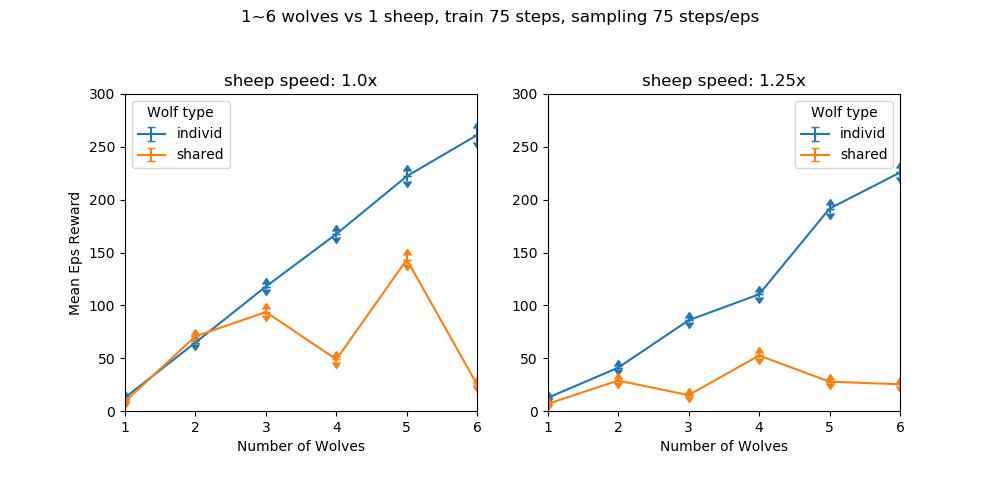 1~6 wolves vs 1 sheep, train 75 steps, sampling 75 steps/eps
sheep speed: 1.0x
Mean Eps Reward
300
250
200
150
100
50
0
Wolf type
individ
shared
1 2 3 4 5 6
Number of Wolves
sheep speed: 1.25x
300
250
200
150
100
50
0
Wolf type
individ
shared
1 2 3 4 5 6
Number of Wolves